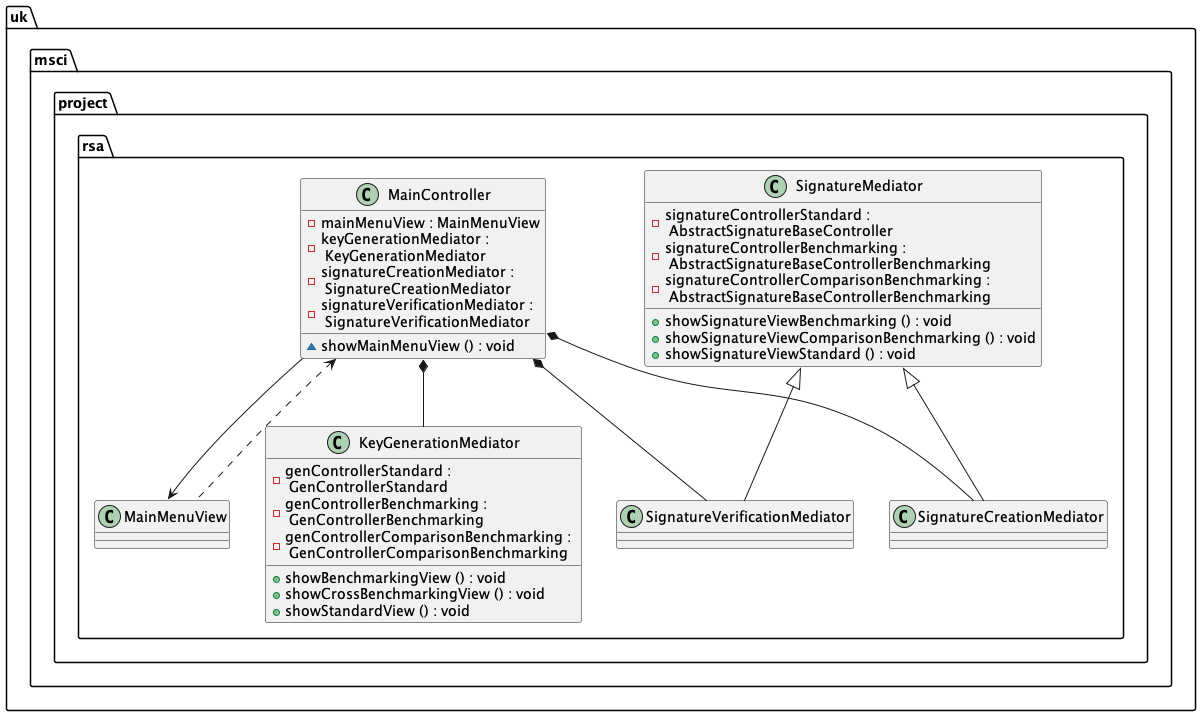 uk
msci
project
rsa
C MainController
mainMenuView : MainMenuView
keyGenerationMediator :
KeyGenerationMediator
signatureCreationMediator :
SignatureCreationMediator
signatureVerificationMediator :
SignatureVerificationMediator
showMainMenuView () : void
C SignatureMediator
signatureControllerStandard :
AbstractSignatureBaseController
signatureControllerBenchmarking :
AbstractSignatureBaseControllerBenchmarking
signatureControllerComparisonBenchmarking :
AbstractSignatureBaseControllerBenchmarking
showSignatureViewBenchmarking () : void
showSignatureViewComparisonBenchmarking () : void
showSignatureViewStandard () : void
C MainMenuView
C KeyGenerationMediator
genControllerStandard :
GenControllerStandard
genControllerBenchmarking :
GenControllerBenchmarking
genControllerComparisonBenchmarking :
GenControllerComparisonBenchmarking
showBenchmarkingView () : void
showCrossBenchmarkingView () : void
showStandardView () : void
C SignatureVerificationMediator
C SignatureCreationMediator